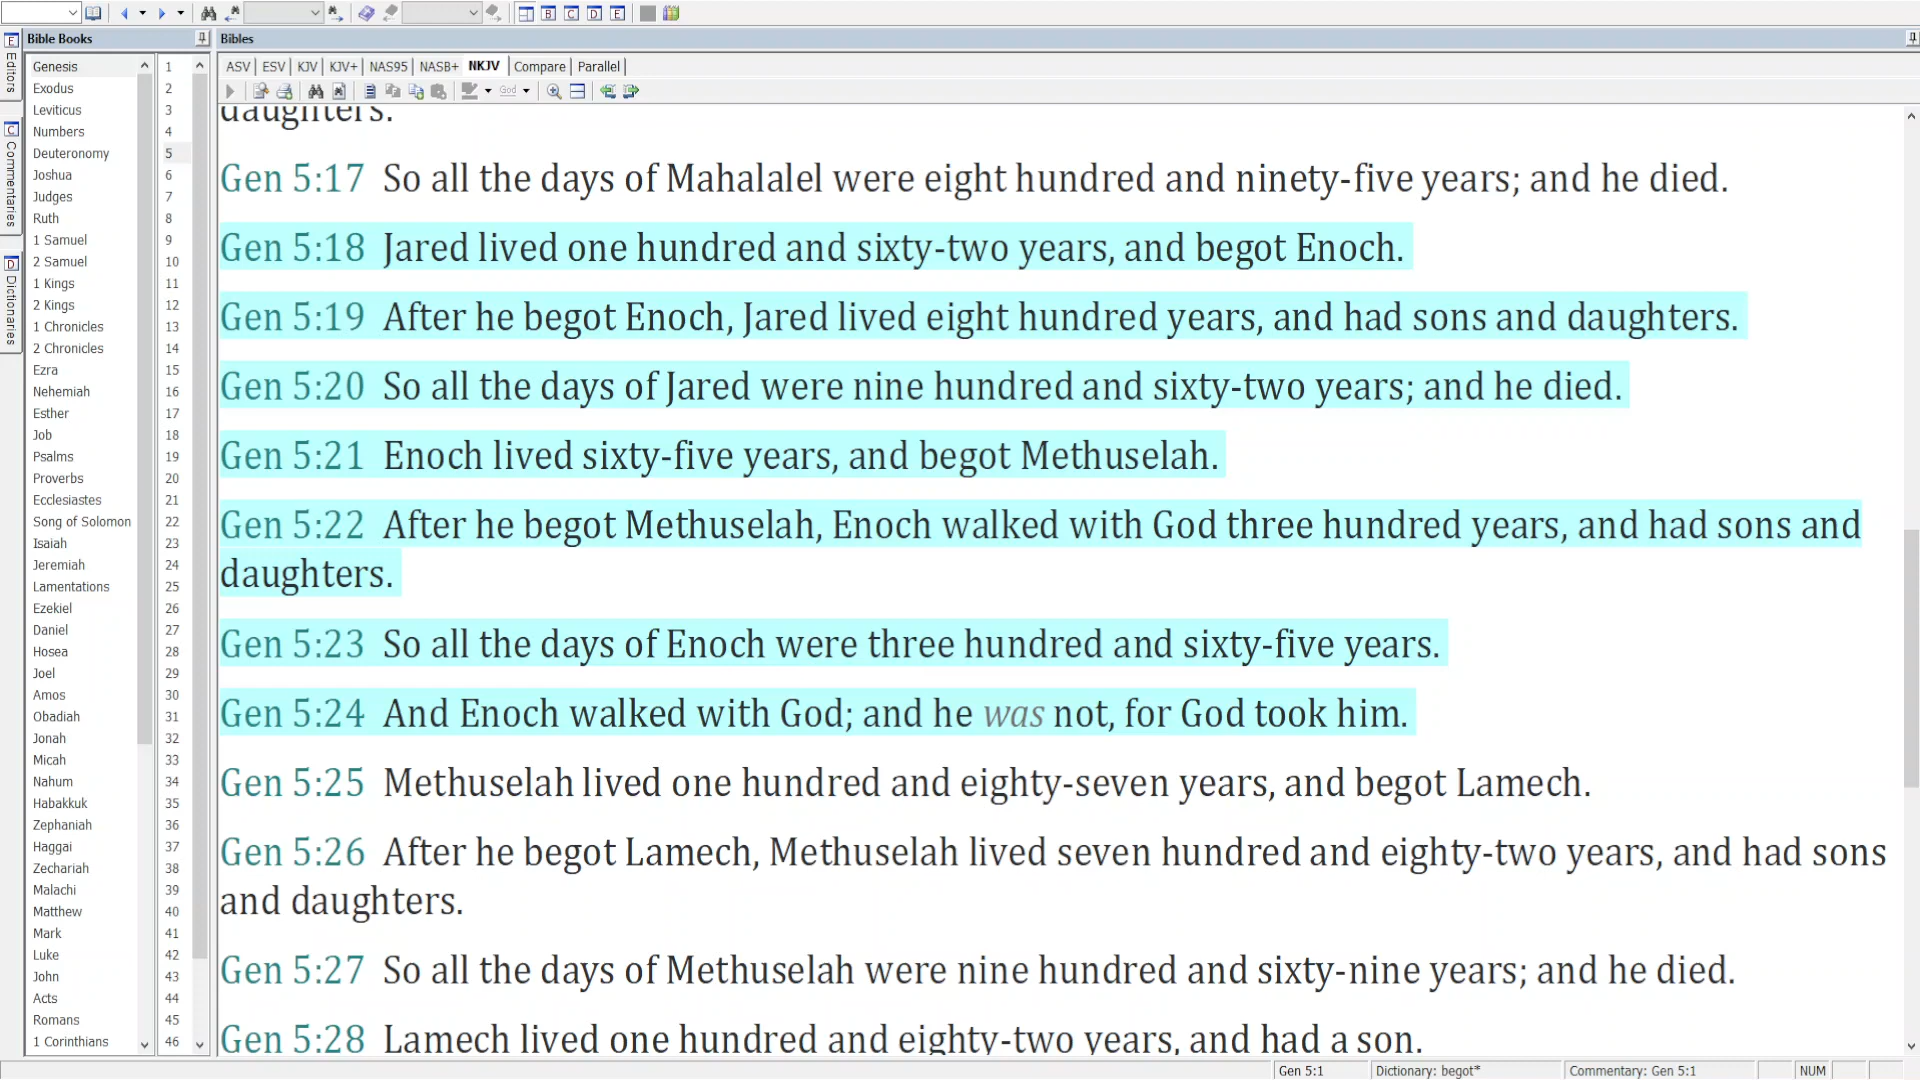 Bible Books
Bibles
Editors
Commentaries
Dictionaries
Genesis
Exodus
Leviticus
Numbers
Deuteronomy
Joshua
Judges
Ruth
1 Samuel
2 Samuel
1 Kings
2 Kings
1 Chronicles
2 Chronicles
Ezra
Nehemiah
Esther
Job
Psalms
Proverbs
Ecclesiastes
Song of Solomon
Isaiah
Jeremiah
Lamentations
Ezekiel
Daniel
Hosea
Joel
Amos
Obadiah
Jonah
Micah
Nahum
Habakkuk
Zephaniah
Haggai
Zechariah
Malachi
Matthew
Mark
Luke
John
Acts
Romans
1 Corinthians
1
2
3
4
5
6
7
8
9
10
11
12
13
14
15
16
17
18
19
20
21
22
23
24
25
26
27
28
29
30
31
32
33
34
35
36
37
38
39
40
41
42
43
44
45
46
ASV ESV KJV KJV+ NAS95 NASB+ NKJV Compare Parallel
God
daughters.
Gen 5:17 So all the days of Mahalalel were eight hundred and ninety-five years; and he died.
Gen 5:18 Jared lived one hundred and sixty-two years, and begot Enoch.
Gen 5:19 After he begot Enoch, Jared lived eight hundred years, and had sons and daughters.
Gen 5:20 So all the days of Jared were nine hundred and sixty-two years; and he died.
Gen 5:21 Enoch lived sixty-five years, and begot Methuselah.
Gen 5:22 After he begot Methuselah, Enoch walked with God three hundred years, and had sons and
daughters.
Gen 5:23 So all the days of Enoch were three hundred and sixty-five years.
Gen 5:24 And Enoch walked with God; and he was not, for God took him.
Gen 5:25 Methuselah lived one hundred and eighty-seven years, and begot Lamech.
Gen 5:26 After he begot Lamech, Methuselah lived seven hundred and eighty-two years, and had sons
and daughters.
Gen 5:27 So all the days of Methuselah were nine hundred and sixty-nine years; and he died.
Gen 5:28 Lamech lived one hundred and eighty-two years, and had a son.
Gen 5:1 Dictionary: begot* Commentary: Gen 5:1 NUM